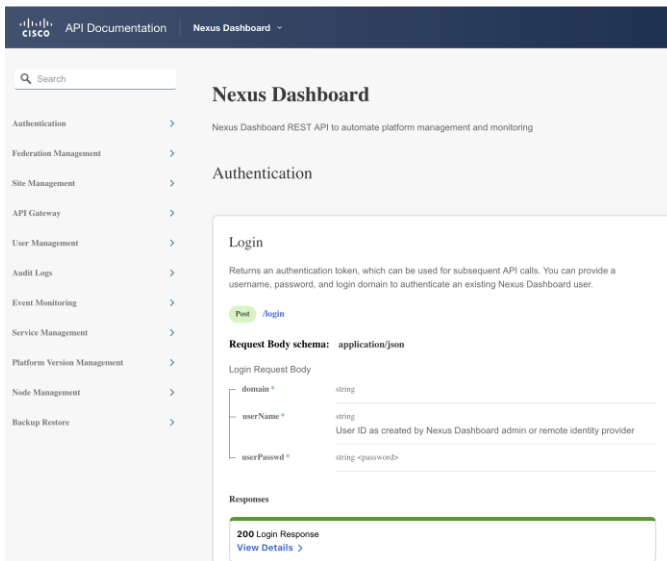 CISCO API Documentation Nexus Dashboard
Search
Authentication
Federation Management
Site Management
API Gateway
User Management
Audit Logs
Event Monitoring
Service Management
Platform Version Management
Node Management
Backup Restore
Nexus Dashboard
Nexus Dashboard REST API to automate platform management and monitoring
Authentication
Login
Returns an authentication token, which can be used for subsequent API calls. You can provide a
username, password, and login domain to authenticate an existing Nexus Dashboard user.
Post /login
Request Body schema: application/json
Login Request Body
domain * string
userName * string
User ID as created by Nexus Dashboard admin or remote identity provider
userPasswd * string <password>
Responses
200 Login Response
View Details >